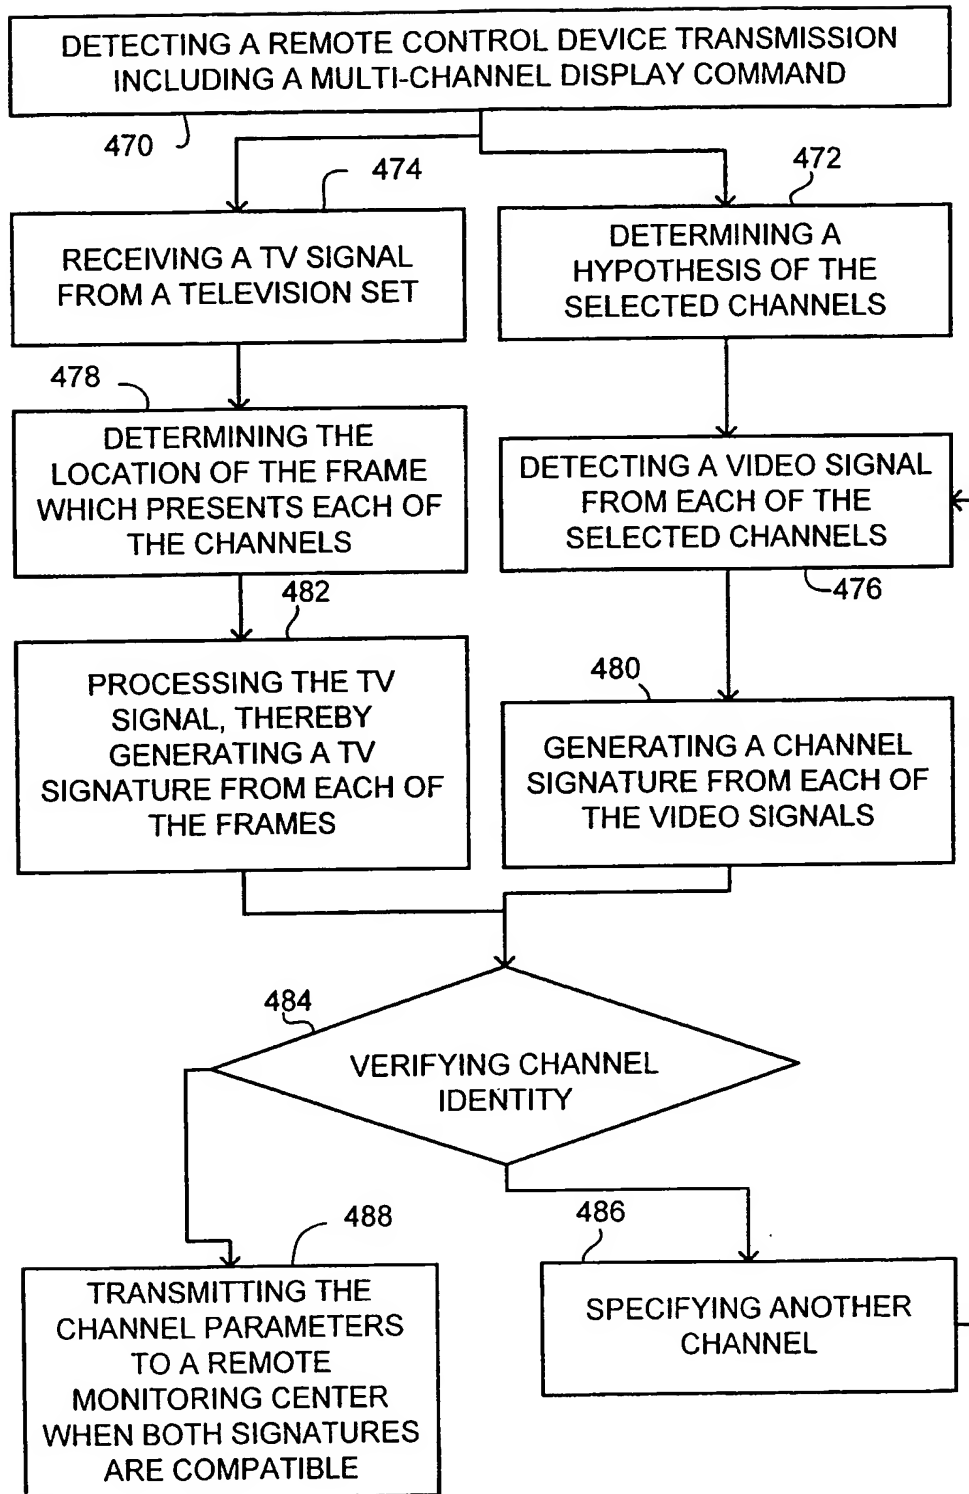 DETECTING A REMOTE CONTROL DEVICE TRANSMISSION
INCLUDING A MULTI-CHANNEL DISPLAY COMMAND
470
474
472
RECEIVING A TV SIGNAL
FROM A TELEVISION SET
DETERMINING A
HYPOTHESIS OF THE
SELECTED CHANNELS
478
DETERMINING THE
LOCATION OF THE FRAME
WHICH PRESENTS EACH OF
THE CHANNELS
DETECTING A VIDEO SIGNAL
FROM EACH OF THE
SELECTED CHANNELS
476
482
PROCESSING THE TV
SIGNAL, THEREBY
GENERATING A TV
SIGNATURE FROM EACH OF
THE FRAMES
480
GENERATING A CHANNEL
SIGNATURE FROM EACH OF
THE VIDEO SIGNALS
484
VERIFYING CHANNEL
IDENTITY
488
TRANSMITTING THE
CHANNEL PARAMETERS
TO A REMOTE
MONITORING CENTER
WHEN BOTH SIGNATURES
ARE COMPATIBLE
486
SPECIFYING ANOTHER
CHANNEL